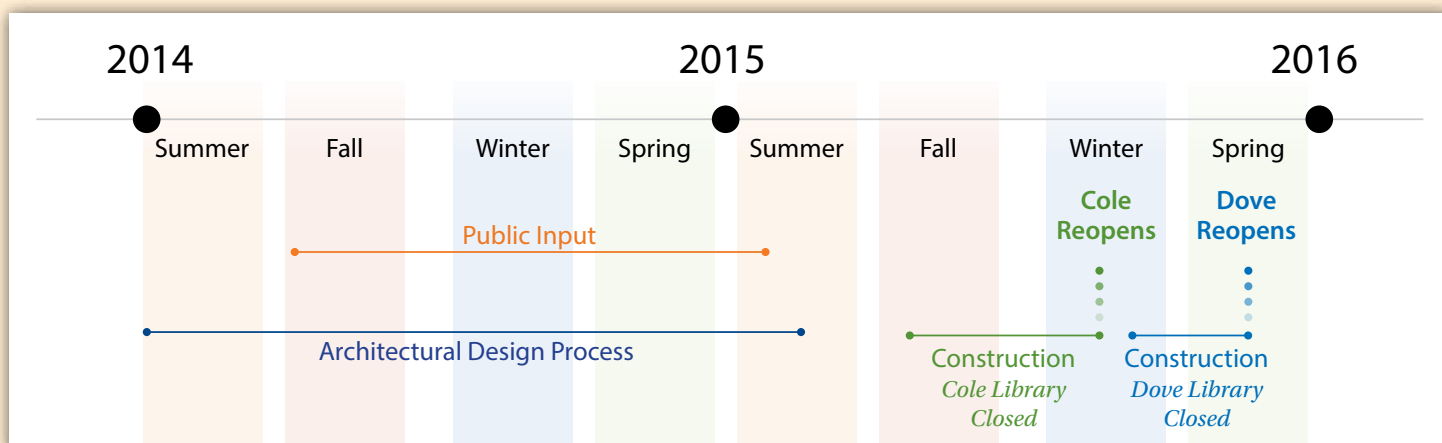 2014 2015 2016
Summer Fall Winter Spring Summer Fall Winter Spring
Cole
Reopens
Dove
Reopens
Public Input
Architectural Design Process
Construction
Cole Library
Closed
Construction
Dove Library
Closed